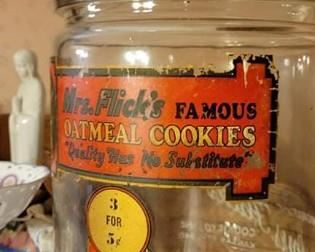 Mrs. Flick's FAMOUS
OATMEAL COOKIES
"Quality Has No Substitute"
3
FOR
5¢